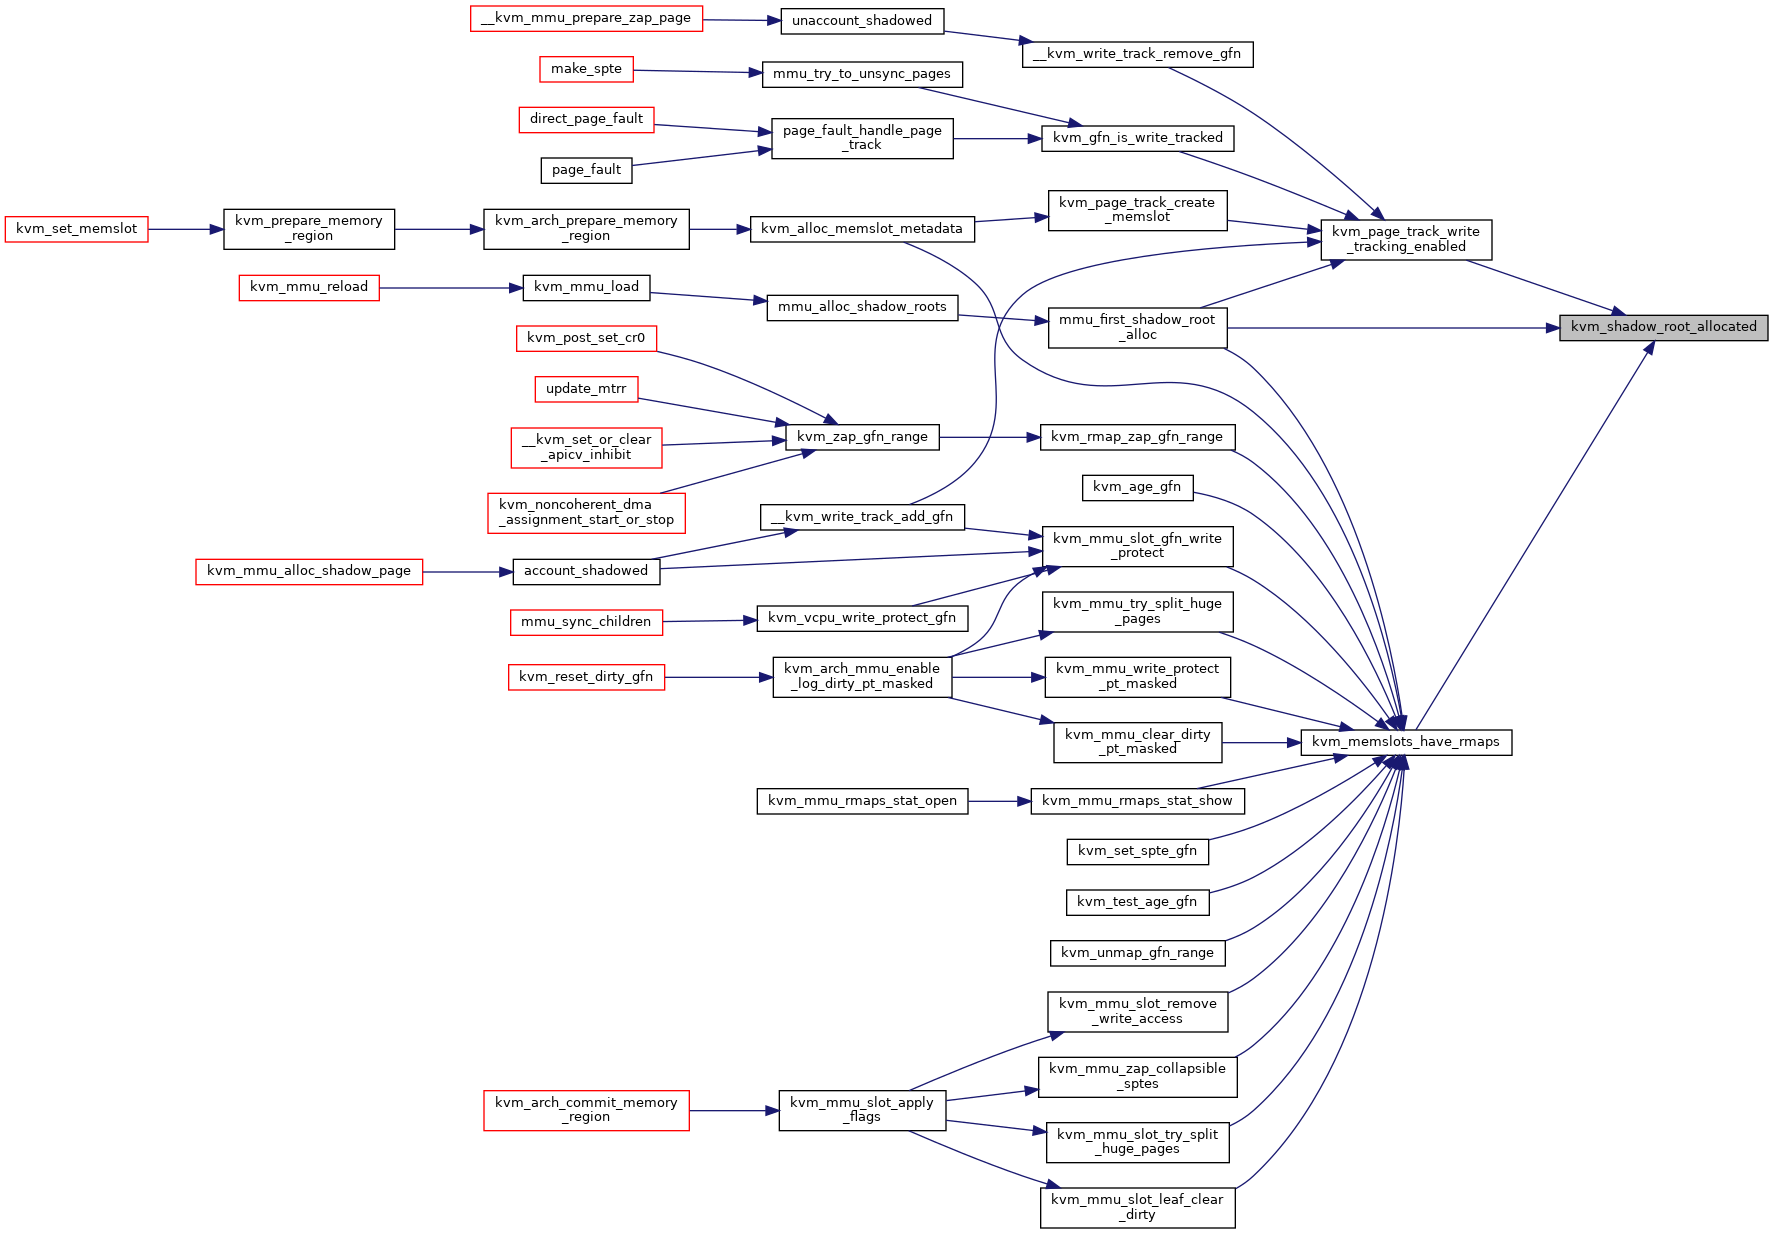 __kvm_mmu_prepare_zap_page
unaccount_shadowed
__kvm_write_track_remove_gfn
make_spte
mmu_try_to_unsync_pages
direct_page_fault
page_fault_handle_page
_track
kvm_gfn_is_write_tracked
page_fault
kvm_set_memslot
kvm_prepare_memory
_region
kvm_arch_prepare_memory
_region
kvm_alloc_memslot_metadata
kvm_page_track_create
_memslot
kvm_page_track_write
_tracking_enabled
kvm_mmu_reload
kvm_mmu_load
mmu_alloc_shadow_roots
mmu_first_shadow_root
_alloc
kvm_shadow_root_allocated
kvm_post_set_cr0
update_mtrr
__kvm_set_or_clear
_apicv_inhibit
kvm_zap_gfn_range
kvm_rmap_zap_gfn_range
kvm_noncoherent_dma
_assignment_start_or_stop
kvm_age_gfn
__kvm_write_track_add_gfn
kvm_mmu_slot_gfn_write
_protect
kvm_mmu_alloc_shadow_page
account_shadowed
mmu_sync_children
kvm_vcpu_write_protect_gfn
kvm_mmu_try_split_huge
_pages
kvm_reset_dirty_gfn
kvm_arch_mmu_enable
_log_dirty_pt_masked
kvm_mmu_write_protect
_pt_masked
kvm_mmu_clear_dirty
_pt_masked
kvm_memslots_have_rmaps
kvm_mmu_rmaps_stat_open
kvm_mmu_rmaps_stat_show
kvm_set_spte_gfn
kvm_test_age_gfn
kvm_unmap_gfn_range
kvm_mmu_slot_remove
_write_access
kvm_mmu_zap_collapsible
_sptes
kvm_arch_commit_memory
_region
kvm_mmu_slot_apply
_flags
kvm_mmu_slot_try_split
_huge_pages
kvm_mmu_slot_leaf_clear
_dirty